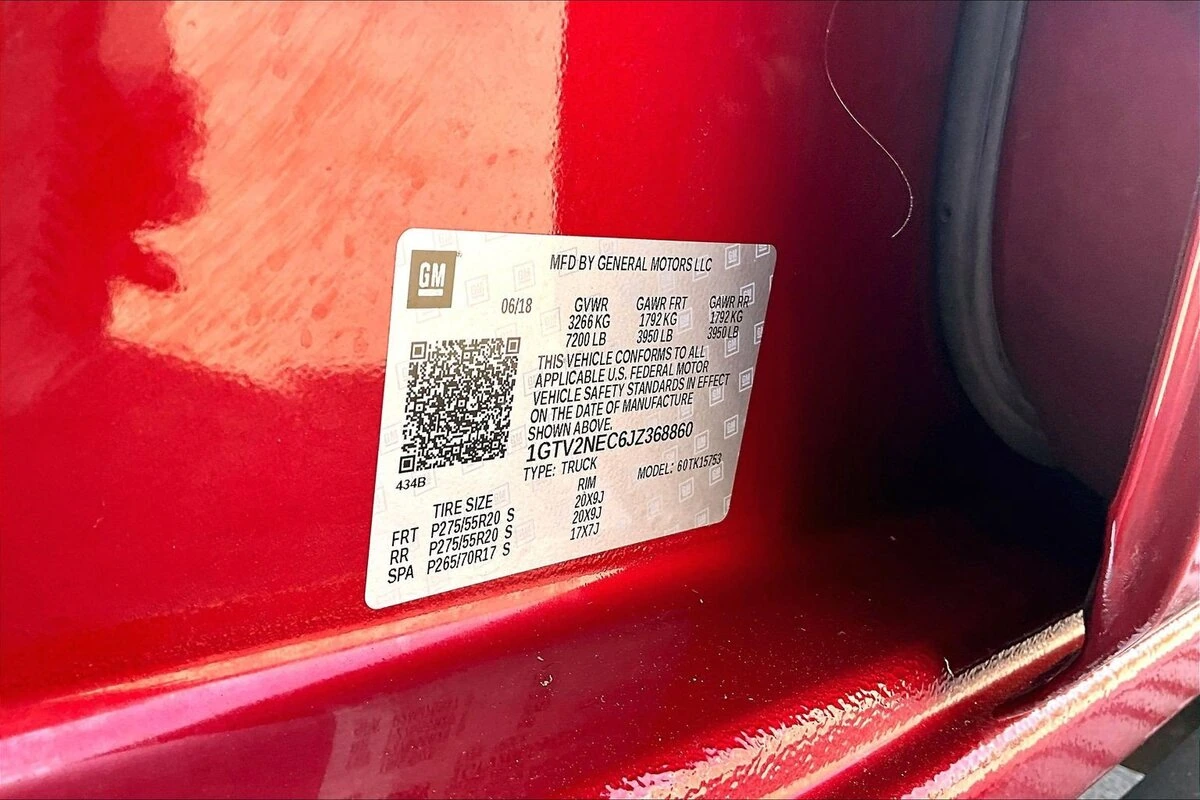 GM
MFD BY GENERAL MOTORS LLC
06/18
GVWR GAWR FRT GAWR RR
3266 KG 1792 KG 1792 KG
7200 LB 3950 LB 3950 LB
THIS VEHICLE CONFORMS TO ALL
APPLICABLE U.S. FEDERAL MOTOR
VEHICLE SAFETY STANDARDS IN EFFECT
ON THE DATE OF MANUFACTURE
SHOWN ABOVE.
1GTV2NEC6JZ368860
TYPE: TRUCK MODEL: 60TK15753
434B
TIRE SIZE RIM
FRT P275/55R20 S 20X9J
RR P275/55R20 S 20X9J
SPA P265/70R17 S 17X7J